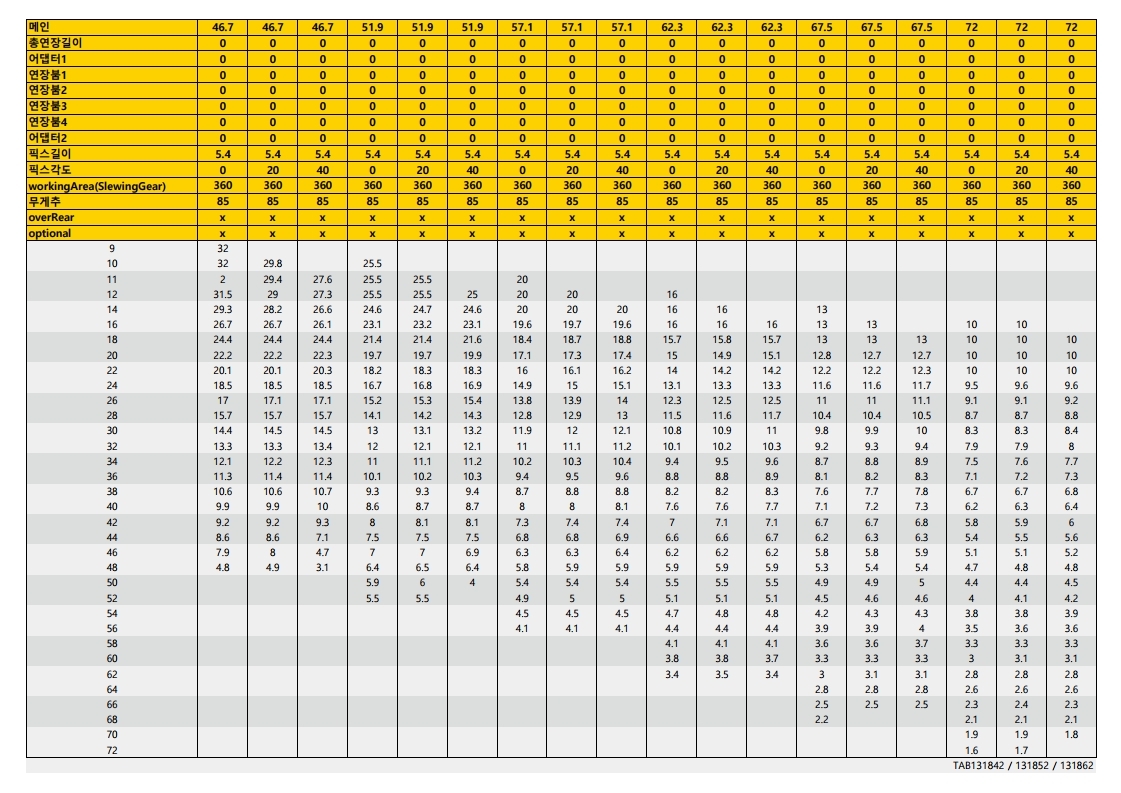 메인 46.7 46.7 46.7 51.9 51.9 51.9 57.1 57.1 57.1 62.3 62.3 62.3 67.5 67.5 67.5 72 72 72
총연장길이 0 0 0 0 0 0 0 0 0 0 0 0 0 0 0 0 0 0
어댑터1 0 0 0 0 0 0 0 0 0 0 0 0 0 0 0 0 0 0
연장붐1 0 0 0 0 0 0 0 0 0 0 0 0 0 0 0 0 0 0
연장붐2 0 0 0 0 0 0 0 0 0 0 0 0 0 0 0 0 0 0
연장붐3 0 0 0 0 0 0 0 0 0 0 0 0 0 0 0 0 0 0
연장붐4 0 0 0 0 0 0 0 0 0 0 0 0 0 0 0 0 0 0
어댑터2 0 0 0 0 0 0 0 0 0 0 0 0 0 0 0 0 0 0
픽스길이 5.4 5.4 5.4 5.4 5.4 5.4 5.4 5.4 5.4 5.4 5.4 5.4 5.4 5.4 5.4 5.4 5.4 5.4
픽스각도 0 20 40 0 20 40 0 20 40 0 20 40 0 20 40 0 20 40
workingArea(SlewingGear) 360 360 360 360 360 360 360 360 360 360 360 360 360 360 360 360 360 360
무게추 85 85 85 85 85 85 85 85 85 85 85 85 85 85 85 85 85 85
overRear x x x x x x x x x x x x x x x x x x
optional x x x x x x x x x x x x x x x x x x
9 32
10 32 29.8 25.5
11 2 29.4 27.6 25.5 25.5 20
12 31.5 29 27.3 25.5 25.5 25 20 20 16
14 29.3 28.2 26.6 24.6 24.7 24.6 20 20 20 16 16 13
16 26.7 26.7 26.1 23.1 23.2 23.1 19.6 19.7 19.6 16 16 16 13 13 10 10
18 24.4 24.4 24.4 21.4 21.4 21.6 18.4 18.7 18.8 15.7 15.8 15.7 13 13 13 10 10 10
20 22.2 22.2 22.3 19.7 19.7 19.9 17.1 17.3 17.4 15 14.9 15.1 12.8 12.7 12.7 10 10 10
22 20.1 20.1 20.3 18.2 18.3 18.3 16 16.1 16.2 14 14.2 14.2 12.2 12.2 12.3 10 10 10
24 18.5 18.5 18.5 16.7 16.8 16.9 14.9 15 15.1 13.1 13.3 13.3 11.6 11.6 11.7 9.5 9.6 9.6
26 17 17.1 17.1 15.2 15.3 15.4 13.8 13.9 14 12.3 12.5 12.5 11 11 11.1 9.1 9.1 9.2
28 15.7 15.7 15.7 14.1 14.2 14.3 12.8 12.9 13 11.5 11.6 11.7 10.4 10.4 10.5 8.7 8.7 8.8
30 14.4 14.5 14.5 13 13.1 13.2 11.9 12 12.1 10.8 10.9 11 9.8 9.9 10 8.3 8.3 8.4
32 13.3 13.3 13.4 12 12.1 12.1 11 11.1 11.2 10.1 10.2 10.3 9.2 9.3 9.4 7.9 7.9 8
34 12.1 12.2 12.3 11 11.1 11.2 10.2 10.3 10.4 9.4 9.5 9.6 8.7 8.8 8.9 7.5 7.6 7.7
36 11.3 11.4 11.4 10.1 10.2 10.3 9.4 9.5 9.6 8.8 8.8 8.9 8.1 8.2 8.3 7.1 7.2 7.3
38 10.6 10.6 10.7 9.3 9.3 9.4 8.7 8.8 8.8 8.2 8.2 8.3 7.6 7.7 7.8 6.7 6.7 6.8
40 9.9 9.9 10 8.6 8.7 8.7 8 8 8.1 7.6 7.6 7.7 7.1 7.2 7.3 6.2 6.3 6.4
42 9.2 9.2 9.3 8 8.1 8.1 7.3 7.4 7.4 7 7.1 7.1 6.7 6.7 6.8 5.8 5.9 6
44 8.6 8.6 7.1 7.5 7.5 7.5 6.8 6.8 6.9 6.6 6.6 6.7 6.2 6.3 6.3 5.4 5.5 5.6
46 7.9 8 4.7 7 7 6.9 6.3 6.3 6.4 6.2 6.2 6.2 5.8 5.8 5.9 5.1 5.1 5.2
48 4.8 4.9 3.1 6.4 6.5 6.4 5.8 5.9 5.9 5.9 5.9 5.9 5.3 5.4 5.4 4.7 4.8 4.8
50 5.9 6 4 5.4 5.4 5.4 5.5 5.5 5.5 4.9 4.9 5 4.4 4.4 4.5
52 5.5 5.5 4.9 5 5 5.1 5.1 5.1 4.5 4.6 4.6 4 4.1 4.2
54 4.5 4.5 4.5 4.7 4.8 4.8 4.2 4.3 4.3 3.8 3.8 3.9
56 4.1 4.1 4.1 4.4 4.4 4.4 3.9 3.9 4 3.5 3.6 3.6
58 4.1 4.1 4.1 3.6 3.6 3.7 3.3 3.3 3.3
60 3.8 3.8 3.7 3.3 3.3 3.3 3 3.1 3.1
62 3.4 3.5 3.4 3 3.1 3.1 2.8 2.8 2.8
64 2.8 2.8 2.8 2.6 2.6 2.6
66 2.5 2.5 2.5 2.3 2.4 2.3
68 2.2 2.1 2.1 2.1
70 1.9 1.9 1.8
72 1.6 1.7
TAB131842 / 131852 / 131862